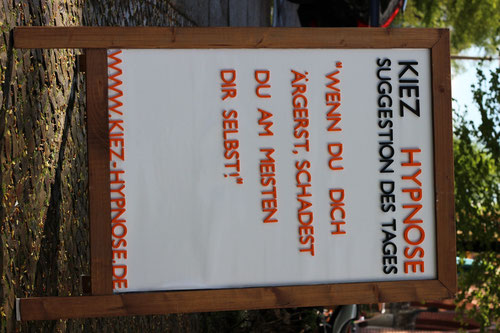 KIEZ HYPNOSE
SUGGESTION DES TAGES
"WENN DU DICH
ÄRGERST, SCHADEST
DU AM MEISTEN
DIR SELBST!"
WWW.KIEZ-HYPNOSE.DE